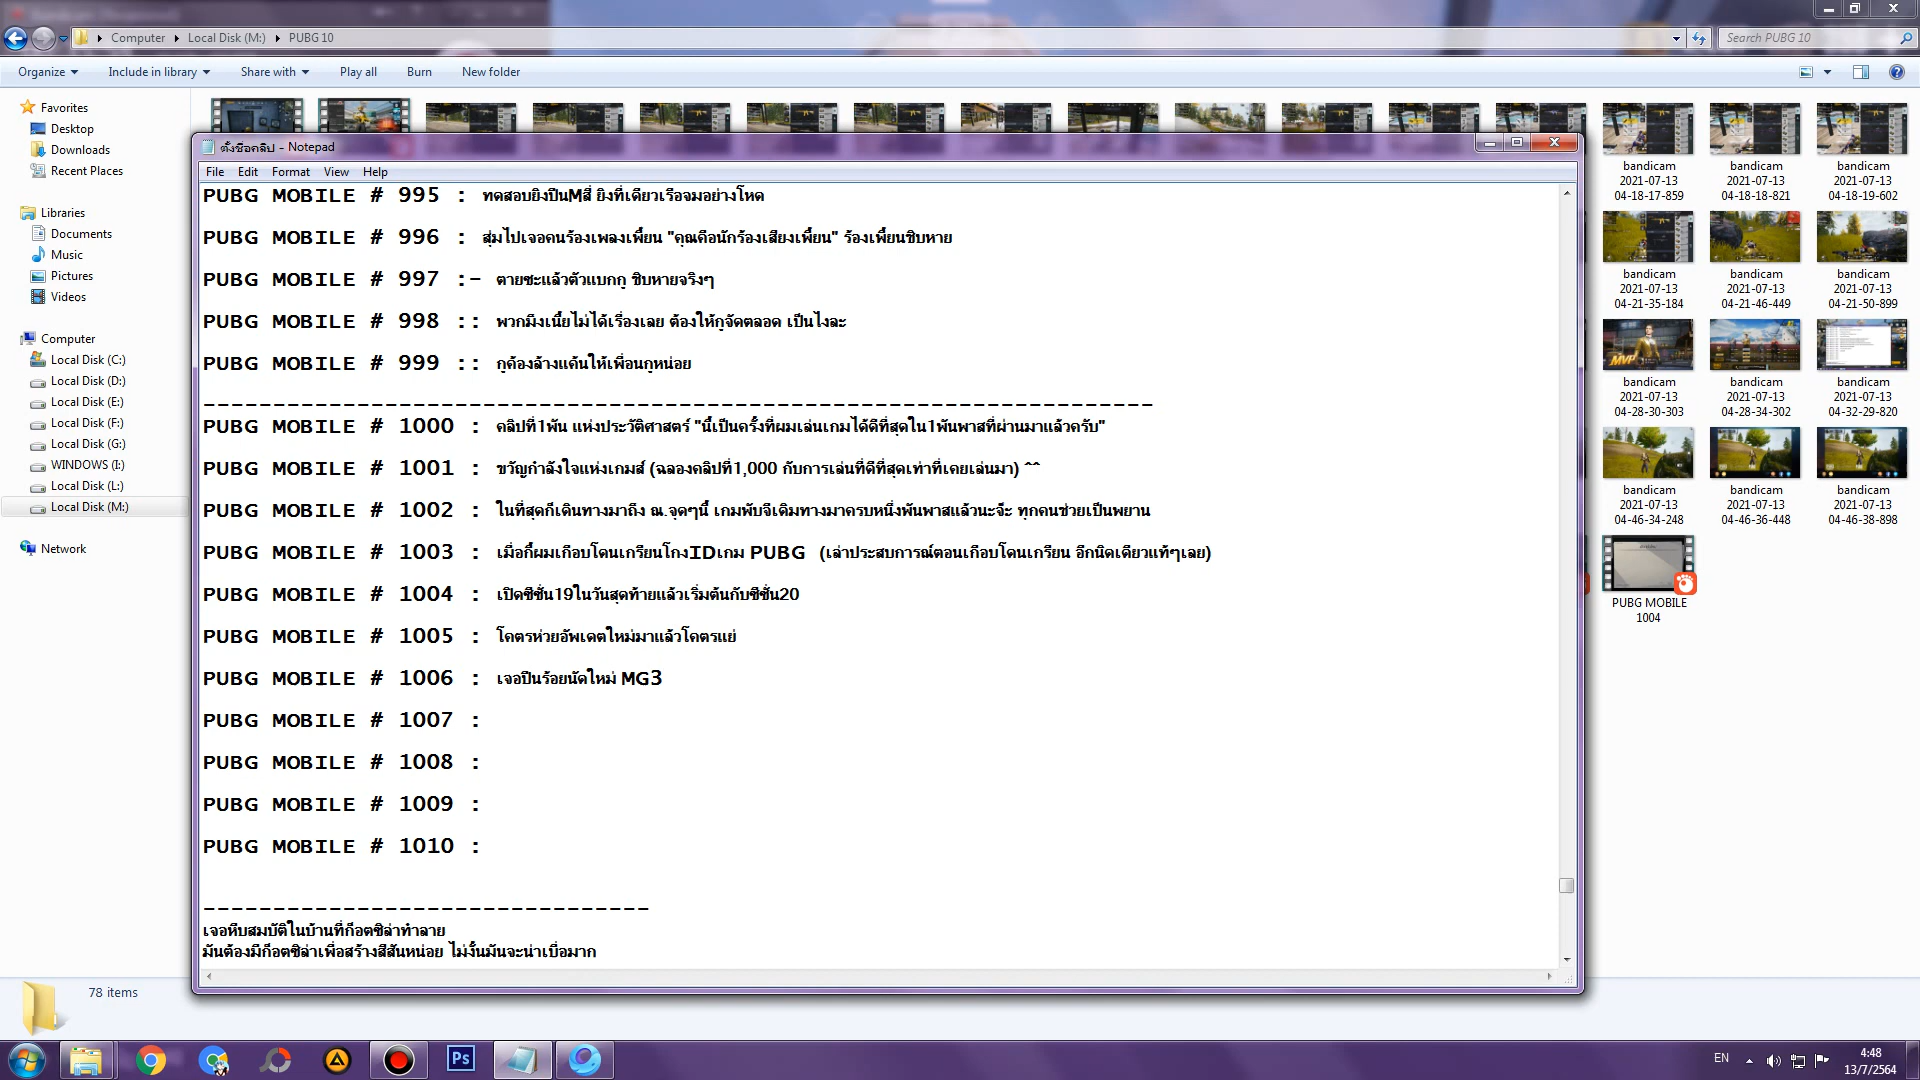 Computer ▸ Local Disk (M:) ▸ PUBG 10
Search PUBG 10
Organize Include in library Share with Play all Burn New folder
Favorites
Desktop
Downloads
Recent Places
Libraries
Documents
Music
Pictures
Videos
Computer
Local Disk (C:)
Local Disk (D:)
Local Disk (E:)
Local Disk (F:)
Local Disk (G:)
WINDOWS (I:)
Local Disk (L:)
Local Disk (M:)
Network
ตั้งชื่อคลิป - Notepad
File Edit Format View Help
PUBG MOBILE # 995 : ทดสอบยิงปืนMสี่ ยิงทีเดียวเรือจมอย่างโหด
PUBG MOBILE # 996 : สุ่มไปเจอคนร้องเพลงเพี้ยน "คุณคือนักร้องเสียงเพี้ยน" ร้องเพี้ยนชิบหาย
PUBG MOBILE # 997 :- ตายซะแล้วตัวแบกกู ชิบหายจริงๆ
PUBG MOBILE # 998 :: พวกมึงเนี้ยไม่ได้เรื่องเลย ต้องให้กูจัดตลอด เป็นไงละ
PUBG MOBILE # 999 :: กูต้องล้างแค้นให้เพื่อนกูหน่อย
____________________________________________________________________
PUBG MOBILE # 1000 : คลิปที่1พัน แห่งประวัติศาสตร์ "นี้เป็นครั้งที่ผมเล่นเกมได้ดีที่สุดใน1พันพาสที่ผ่านมาแล้วครับ"
PUBG MOBILE # 1001 : ขวัญกำลังใจแห่งเกมส์ (ฉลองคลิปที่1,000 กับการเล่นที่ดีที่สุดเท่าที่เคยเล่นมา) ^^
PUBG MOBILE # 1002 : ในที่สุดก็เดินทางมาถึง ณ.จุดๆนี้ เกมพับจีเดิมทางมาครบหนึ่งพันพาสแล้วนะจ๊ะ ทุกคนช่วยเป็นพยาน
PUBG MOBILE # 1003 : เมื่อกี้ผมเกือบโดนเกรียนโกงIDเกม PUBG (เล่าประสบการณ์ตอนเกือบโดนเกรียน อีกนิดเดียวแท้ๆเลย)
PUBG MOBILE # 1004 : เปิดซีซั่น19ในวันสุดท้ายแล้วเริ่มต้นกับซีซั่น20
PUBG MOBILE # 1005 : โคตรห่วยอัพเดตใหม่มาแล้วโคตรแย่
PUBG MOBILE # 1006 : เจอปืนร้อยนัดใหม่ MG3
PUBG MOBILE # 1007 :
PUBG MOBILE # 1008 :
PUBG MOBILE # 1009 :
PUBG MOBILE # 1010 :
________________________________
เจอหีบสมบัติในบ้านที่ก็อตซิล่าทำลาย
มันต้องมีก็อตซิล่าเพื่อสร้างสีสันหน่อย ไม่งั้นมันจะน่าเบื่อมาก
bandicam 2021-07-13 04-18-17-859
bandicam 2021-07-13 04-18-18-821
bandicam 2021-07-13 04-18-19-602
bandicam 2021-07-13 04-21-35-184
bandicam 2021-07-13 04-21-46-449
bandicam 2021-07-13 04-21-50-899
MVP
bandicam 2021-07-13 04-28-30-303
bandicam 2021-07-13 04-28-34-302
bandicam 2021-07-13 04-32-29-820
bandicam 2021-07-13 04-46-34-248
bandicam 2021-07-13 04-46-36-448
bandicam 2021-07-13 04-46-38-898
PUBG MOBILE 1004
78 items
Ps
EN
4:48
13/7/2564